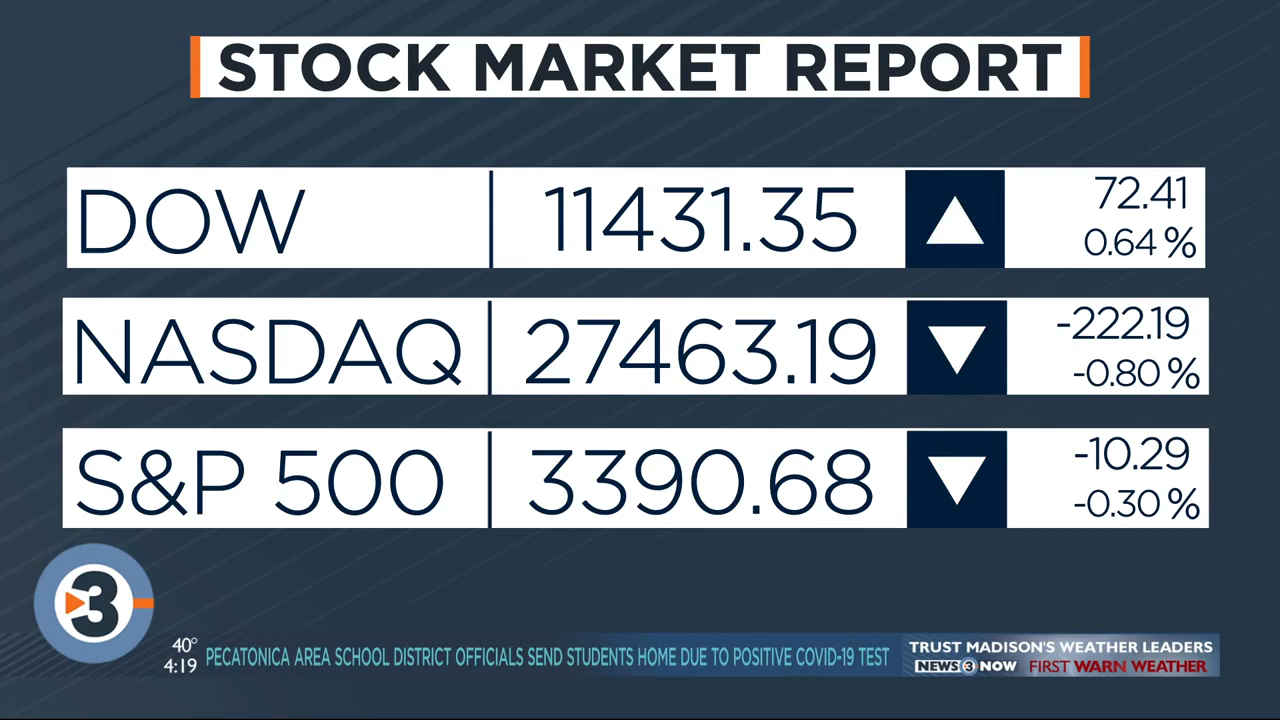 STOCK MARKET REPORT
DOW 11431.35 72.41
0.64 %
NASDAQ 27463.19 -222.19
-0.80 %
S&P 500 3390.68 -10.29
-0.30 %
3
40°
4:19
PECATONICA AREA SCHOOL DISTRICT OFFICIALS SEND STUDENTS HOME DUE TO POSITIVE COVID-19 TEST
TRUST MADISON'S WEATHER LEADERS
NEWS 3 NOW FIRST WARN WEATHER